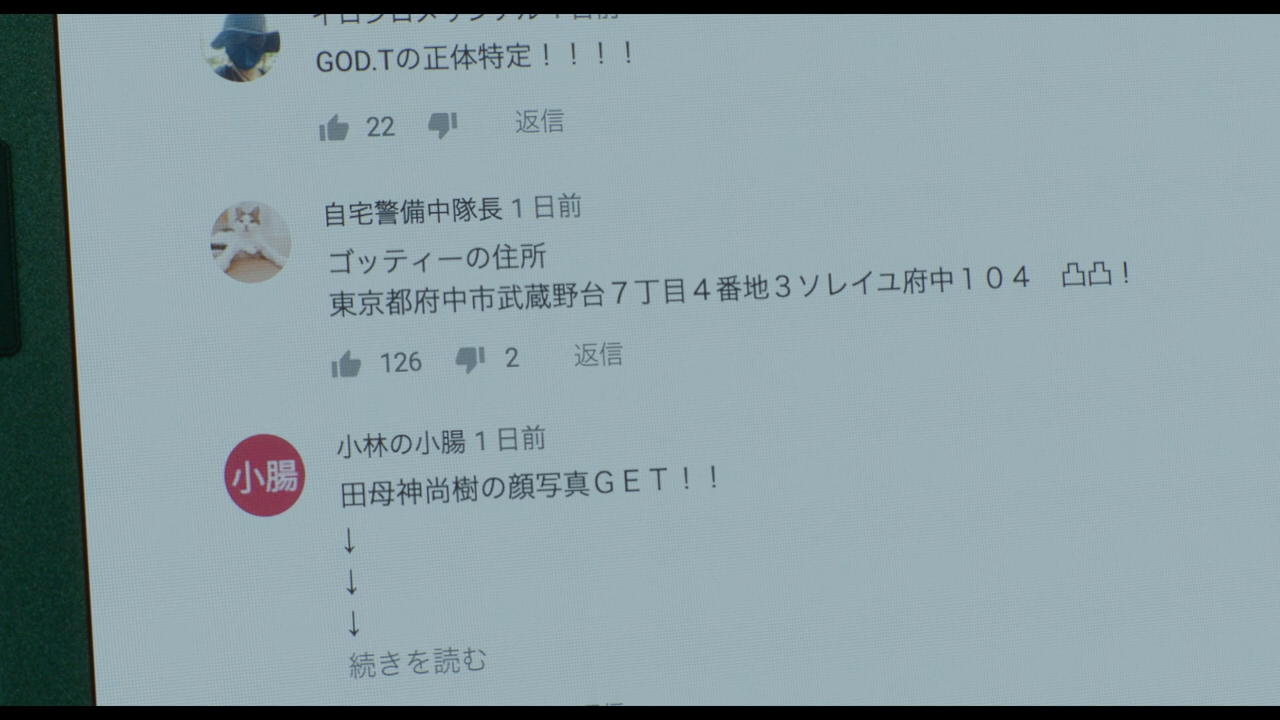 GOD.Tの正体特定！！！！
22 返信
自宅警備中隊長 1 日前
ゴッティーの住所
東京都府中市武蔵野台７丁目４番地３ソレイユ府中１０４　凸凸！
126 2 返信
小腸
小林の小腸 1 日前
田母神尚樹の顔写真ＧＥＴ！！
↓
↓
↓
続きを読む